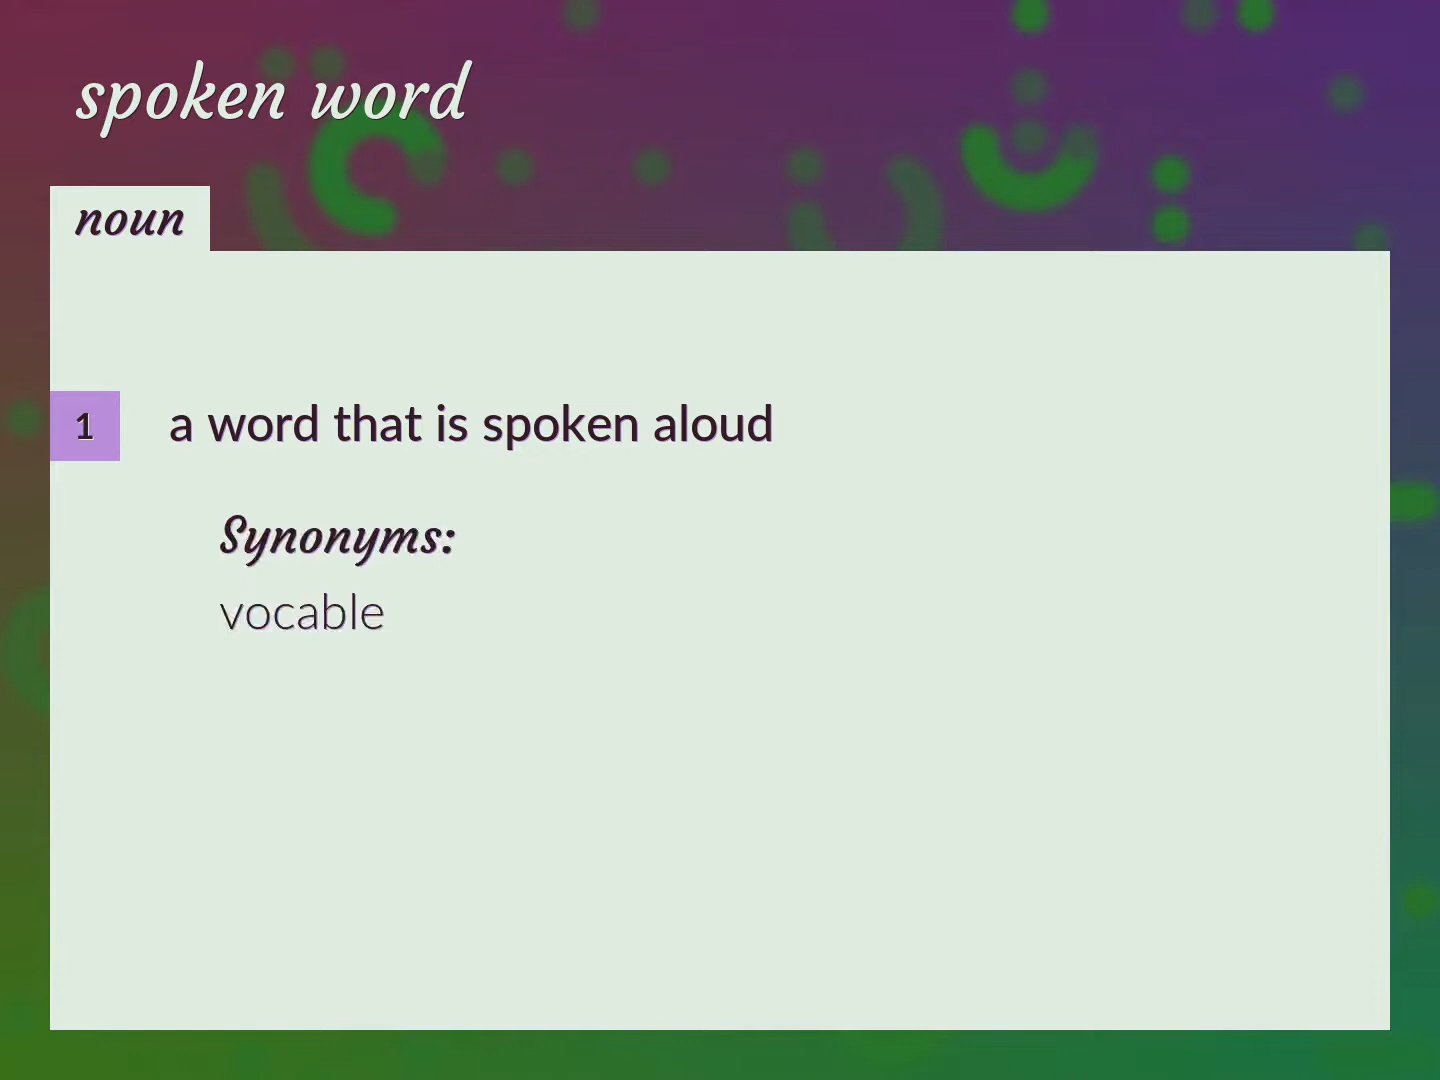 spoken word
noun
1 a word that is spoken aloud
Synonyms:
vocable